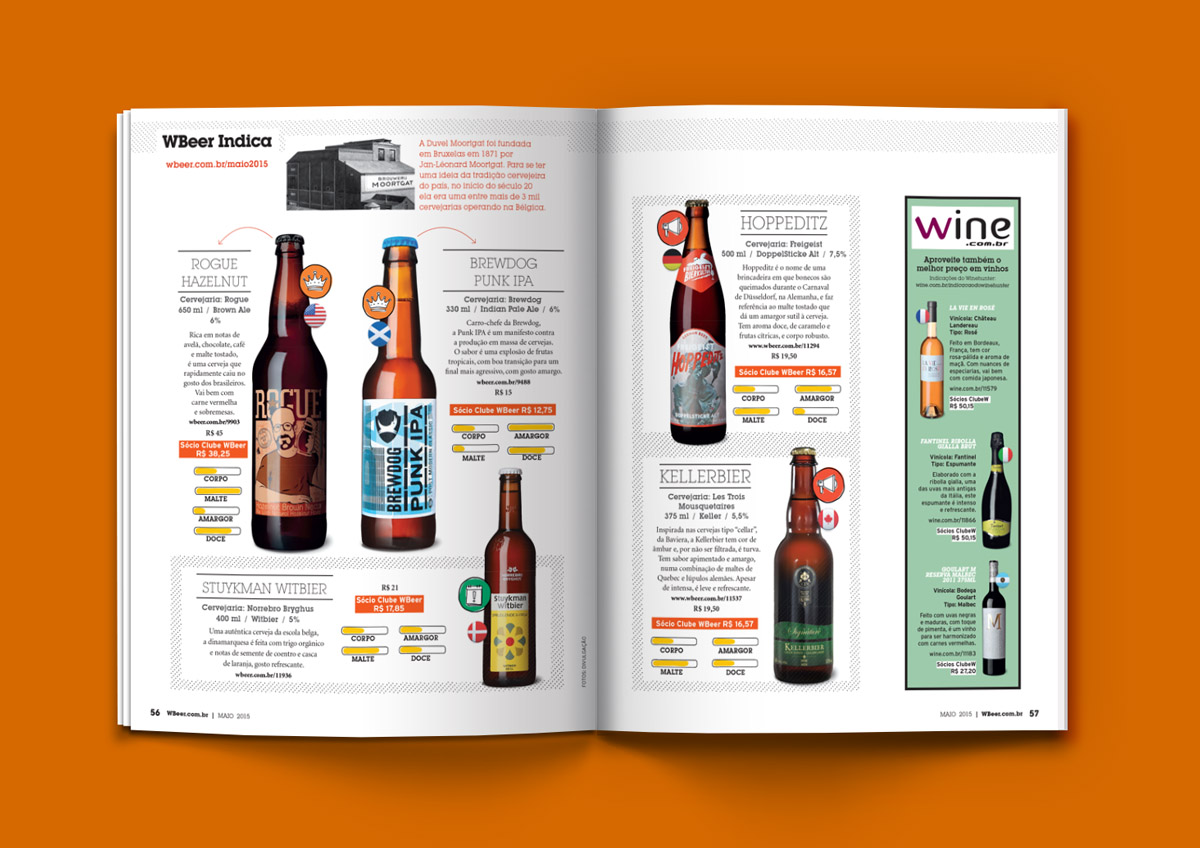 WBeer Indica
wbeer.com.br/maio2015
BROUWERIJ
MOORTGAT
A Duvel Moortgat foi fundada
em Bruxelas em 1871 por
Jan-Léonard Moortgat. Para se ter
uma ideia da tradição cervejeira
do país, no início do século 20
ela era uma entre mais de 3 mil
cervejarias operando na Bélgica.
ROGUE
HAZELNUT
Cervejaria: Rogue
650 ml / Brown Ale
6%
Rica em notas de
avelã, chocolate, café
e malte tostado,
é uma cerveja que
rapidamente caiu no
gosto dos brasileiros.
Vai bem com
carne vermelha
e sobremesas.
wbeer.com.br/9903
R$ 45
Sócio Clube WBeer
R$ 38,25
CORPO
MALTE
AMARGOR
DOCE
ROGUE
BREWDOG
PUNK IPA
BREWDOG
PUNK IPA
Cervejaria: Brewdog
330 ml / Indian Pale Ale / 6%
Carro-chefe da Brewdog,
a Punk IPA é um manifesto contra
a produção em massa de cervejas.
O sabor é uma explosão de frutas
tropicais, com boa transição para um
final mais agressivo, com gosto amargo.
wbeer.com.br/9488
R$ 15
Sócio Clube WBeer R$ 12,75
CORPO
AMARGOR
MALTE
DOCE
STUYKMAN WITBIER
Cervejaria: Norrebro Bryghus
400 ml / Witbier / 5%
Uma autêntica cerveja da escola belga,
a dinamarquesa é feita com trigo orgânico
e notas de semente de coentro e casca
de laranja, gosto refrescante.
wbeer.com.br/11936
R$ 21
Sócio Clube WBeer
R$ 17,85
CORPO
AMARGOR
MALTE
DOCE
Stuykman
witbier
FOTOS: DIVULGAÇÃO
56 WBeer.com.br | MAIO 2015
HOPPEDITZ
Cervejaria: Freigeist
500 ml / DoppelSticke Alt / 7,5%
Hoppeditz é o nome de uma
brincadeira em que bonecos são
queimados durante o Carnaval
de Düsseldorf, na Alemanha, e faz
referência ao malte tostado que
dá um amargor sutil à cerveja.
Tem aroma doce, de caramelo e
frutas cítricas, e corpo robusto.
www.wbeer.com.br/11294
R$ 19,50
Sócio Clube WBeer R$ 16,57
CORPO
AMARGOR
MALTE
DOCE
FREIGEIST
HOPPEDITZ
DOPPELSTICKE ALT
KELLERBIER
Cervejaria: Les Trois
Mousquetaires
375 ml / Keller / 5,5%
Inspirada nas cervejas tipo "cellar",
da Baviera, a Kellerbier tem cor de
âmbar e, por não ser filtrada, é turva.
Tem sabor apimentado e amargo,
numa combinação de maltes de
Quebec e lúpulos alemães. Apesar
de intensa, é leve e refrescante.
www.wbeer.com.br/11537
R$ 19,50
Sócio Clube WBeer R$ 16,57
CORPO
AMARGOR
MALTE
DOCE
Signature
KELLERBIER
wine
.com.br
Aproveite também o
melhor preço em vinhos
Indicações do Winehunter:
wine.com.br/indicacaodowinehunter
LA VIE EN ROSÉ
Vinícola: Château
Landereau
Tipo: Rosé
Feito em Bordeaux,
França, tem cor
rosa-pálida e aroma de
maçã. Com nuances de
especiarias, vai bem
com comida japonesa.
wine.com.br/11579
Sócios ClubeW
R$ 50,15
FANTINEL RIBOLLA
GIALLA BRUT
Vinícola: Fantinel
Tipo: Espumante
Elaborado com a
ribolla gialla, uma
das uvas mais antigas
da Itália, este
espumante é intenso
e refrescante.
wine.com.br/11866
Sócios ClubeW
R$ 50,15
GOULART M
RESERVA MALBEC
2011 375ML
Vinícola: Bodega
Goulart
Tipo: Malbec
Feito com uvas negras
e maduras, com toque
de pimenta, é um vinho
para ser harmonizado
com carnes vermelhas.
wine.com.br/11183
Sócios ClubeW
R$ 27,20
M
MAIO 2015 | WBeer.com.br 57